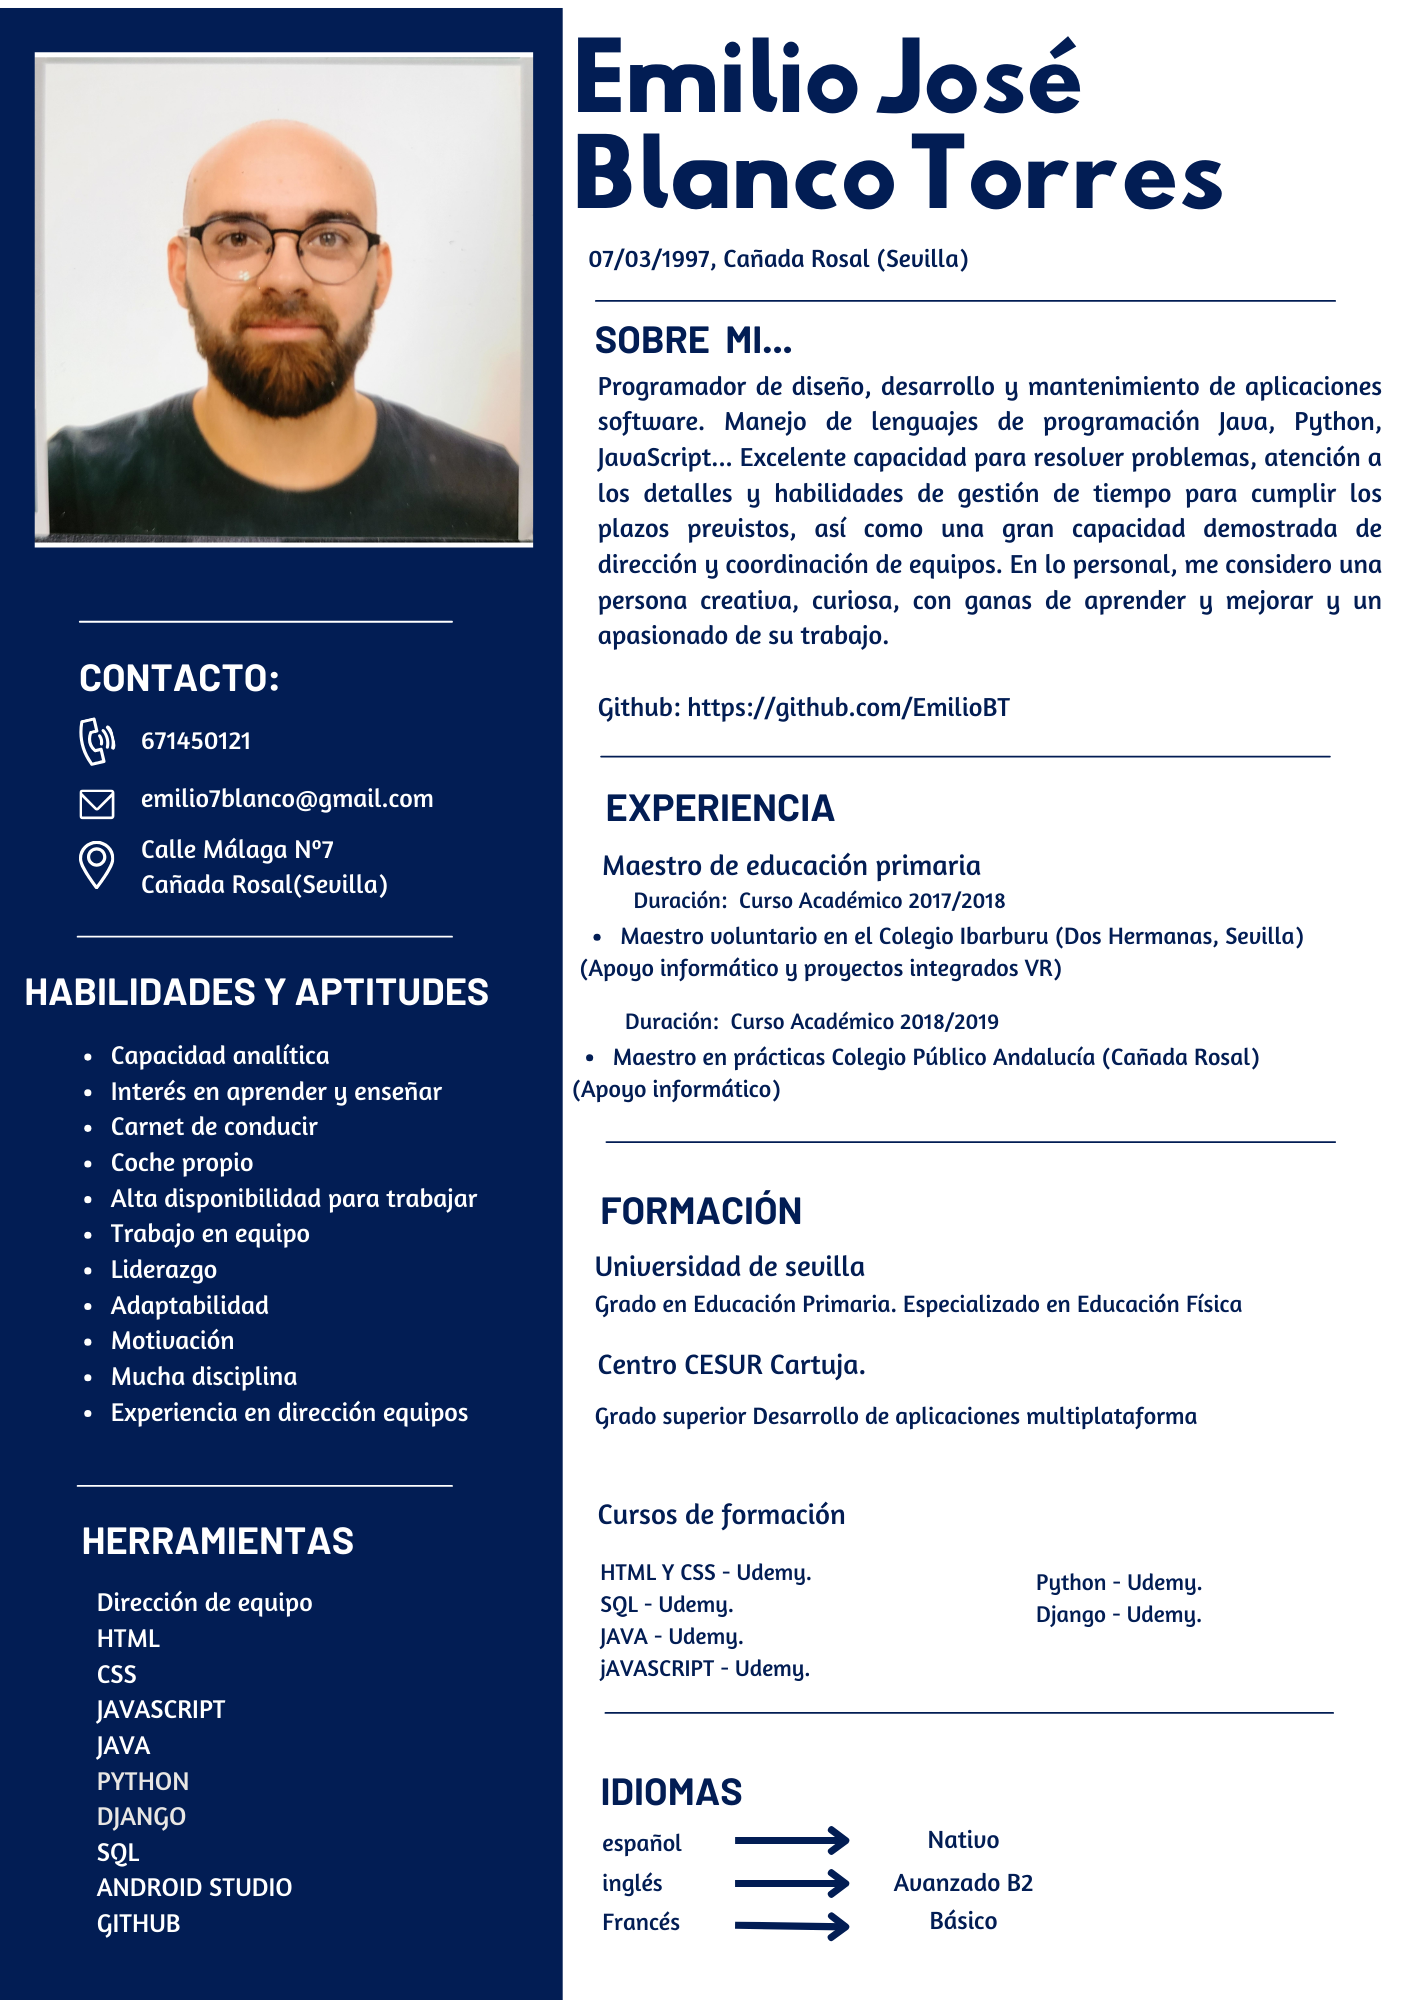 Emilio José
Blanco Torres
07/03/1997, Cañada Rosal (Sevilla)
SOBRE MI...
Programador de diseño, desarrollo y mantenimiento de aplicaciones
software. Manejo de lenguajes de programación Java, Python,
JavaScript... Excelente capacidad para resolver problemas, atención a
los detalles y habilidades de gestión de tiempo para cumplir los
plazos previstos, así como una gran capacidad demostrada de
dirección y coordinación de equipos. En lo personal, me considero una
persona creativa, curiosa, con ganas de aprender y mejorar y un
apasionado de su trabajo.
Github: https://github.com/EmilioBT
EXPERIENCIA
Maestro de educación primaria
Duración: Curso Académico 2017/2018
• Maestro voluntario en el Colegio Ibarburu (Dos Hermanas, Sevilla)
(Apoyo informático y proyectos integrados VR)
Duración: Curso Académico 2018/2019
• Maestro en prácticas Colegio Público Andalucía (Cañada Rosal)
(Apoyo informático)
FORMACIÓN
Universidad de sevilla
Grado en Educación Primaria. Especializado en Educación Física
Centro CESUR Cartuja.
Grado superior Desarrollo de aplicaciones multiplataforma
Cursos de formación
HTML Y CSS - Udemy.
SQL - Udemy.
JAVA - Udemy.
jAVASCRIPT - Udemy.
Python - Udemy.
Django - Udemy.
IDIOMAS
español Nativo
inglés Avanzado B2
Francés Básico
CONTACTO:
671450121
emilio7blanco@gmail.com
Calle Málaga Nº7
Cañada Rosal(Sevilla)
HABILIDADES Y APTITUDES
• Capacidad analítica
• Interés en aprender y enseñar
• Carnet de conducir
• Coche propio
• Alta disponibilidad para trabajar
• Trabajo en equipo
• Liderazgo
• Adaptabilidad
• Motivación
• Mucha disciplina
• Experiencia en dirección equipos
HERRAMIENTAS
Dirección de equipo
HTML
CSS
JAVASCRIPT
JAVA
PYTHON
DJANGO
SQL
ANDROID STUDIO
GITHUB